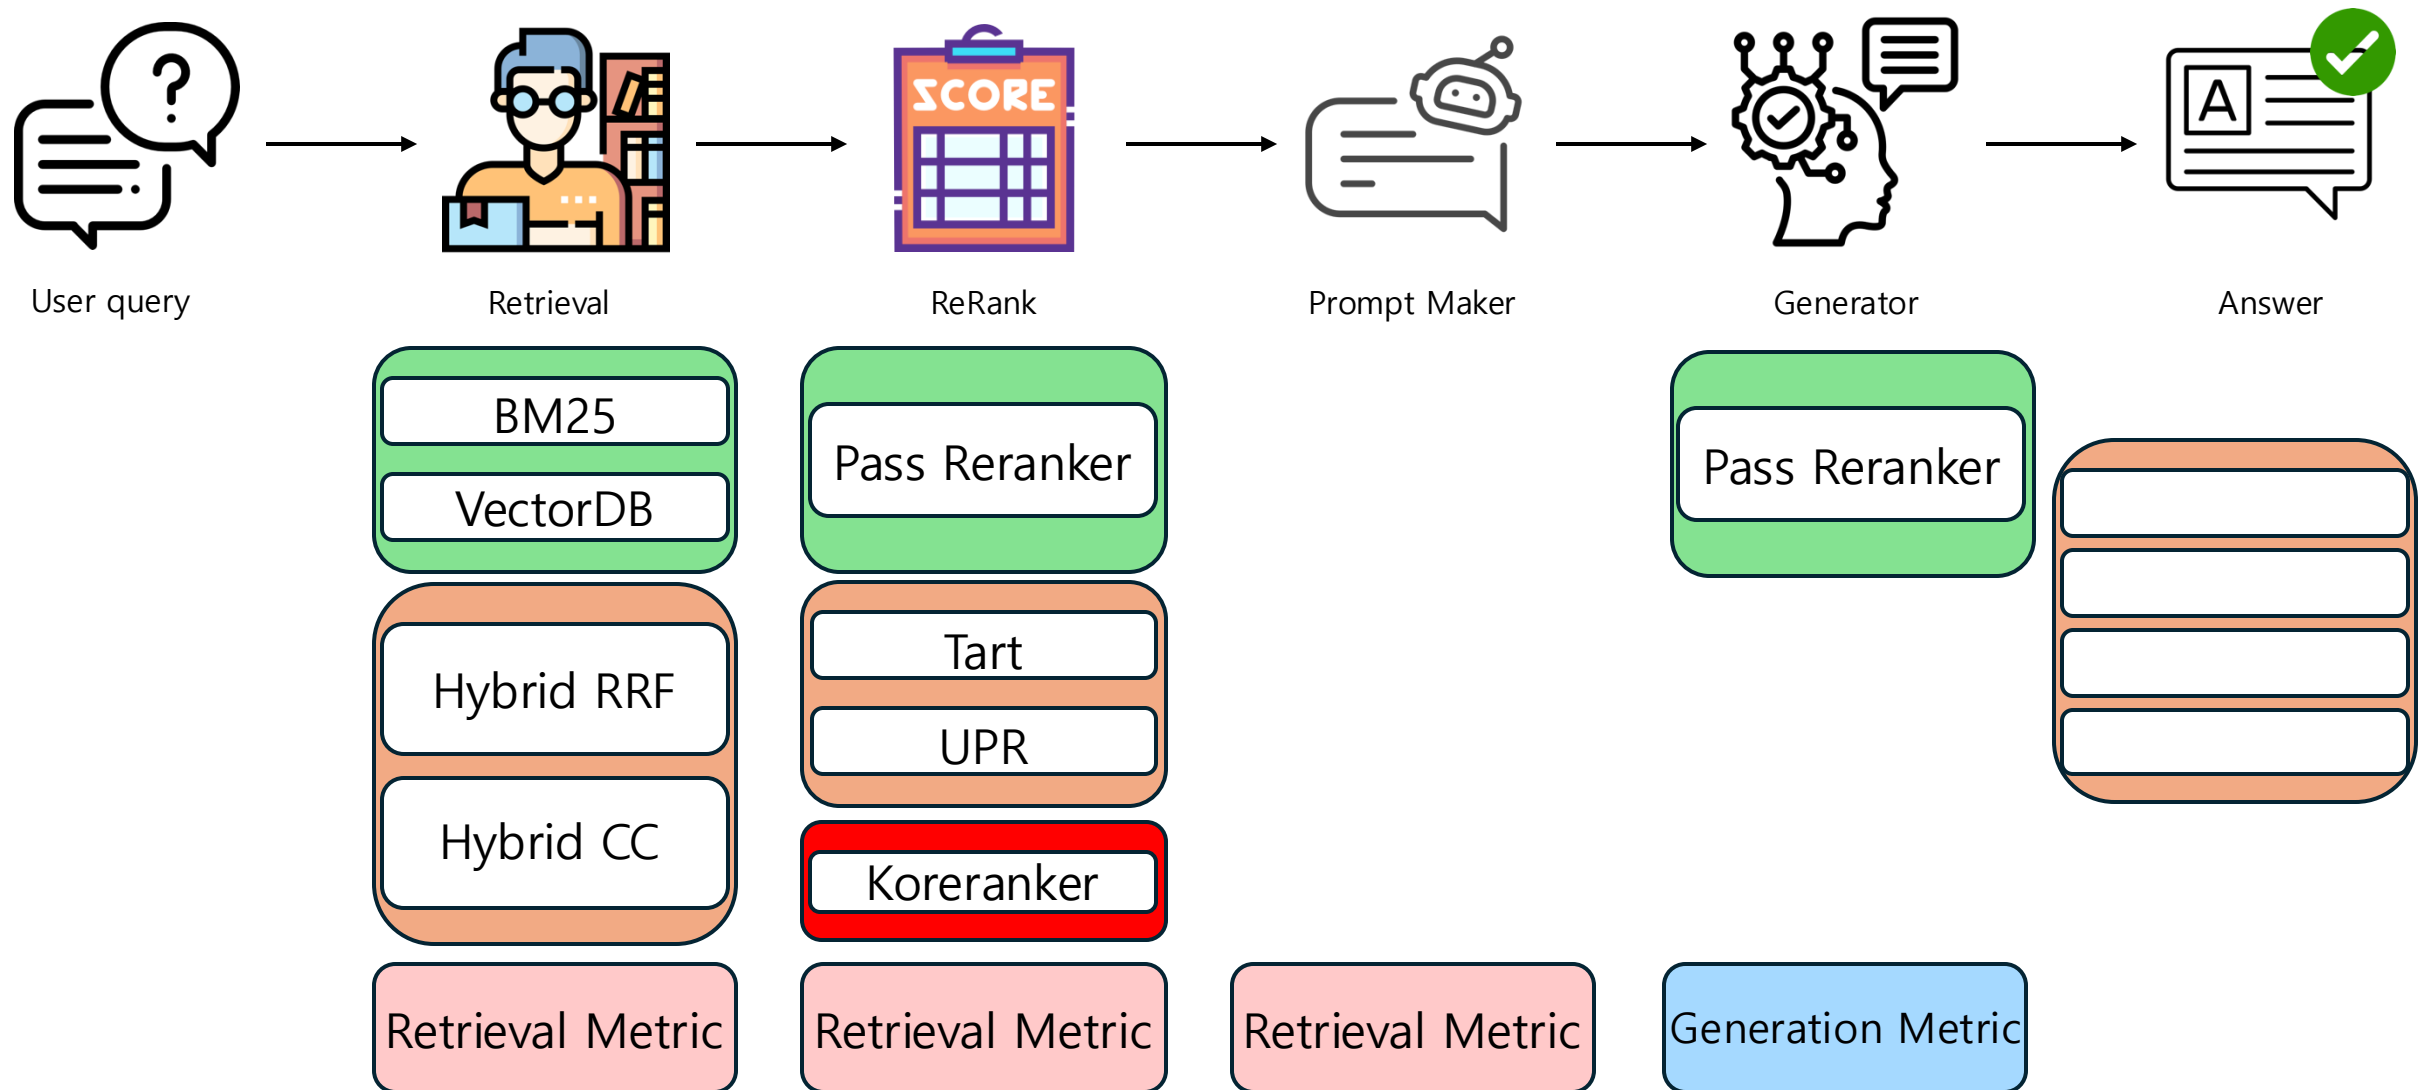 ?
SCORE
A
User query
Retrieval
ReRank
Prompt Maker
Generator
Answer
BM25
VectorDB
Hybrid RRF
Hybrid CC
Retrieval Metric
Pass Reranker
Tart
UPR
Koreranker
Retrieval Metric
Retrieval Metric
Pass Reranker
Generation Metric